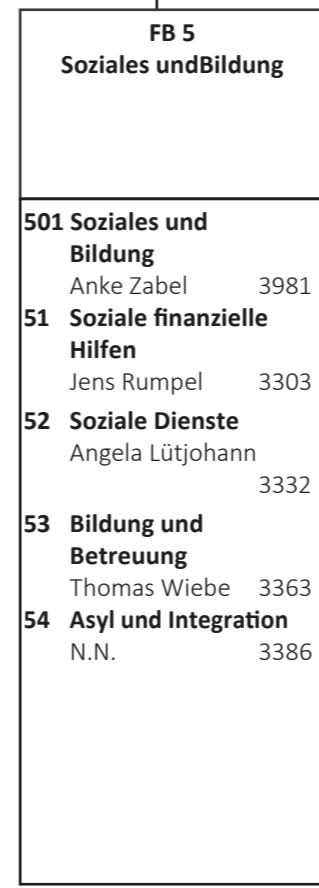 FB 5
Soziales undBildung
501 Soziales und
Bildung
Anke Zabel 3981
51 Soziale finanzielle
Hilfen
Jens Rumpel 3303
52 Soziale Dienste
Angela Lütjohann
3332
53 Bildung und
Betreuung
Thomas Wiebe 3363
54 Asyl und Integration
N.N. 3386